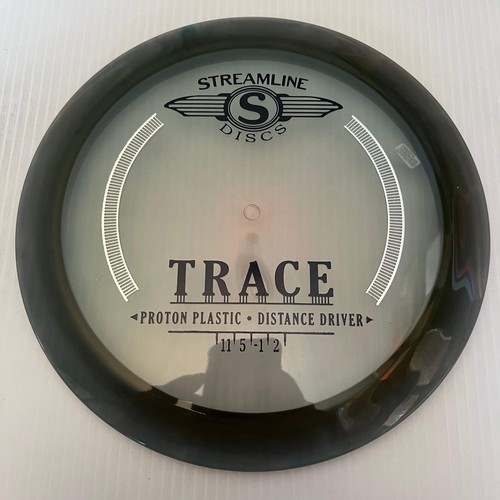 STREAMLINE
S
DISCS
TRACE
◄PROTON PLASTIC • DISTANCE DRIVER►
11 5 -1 2